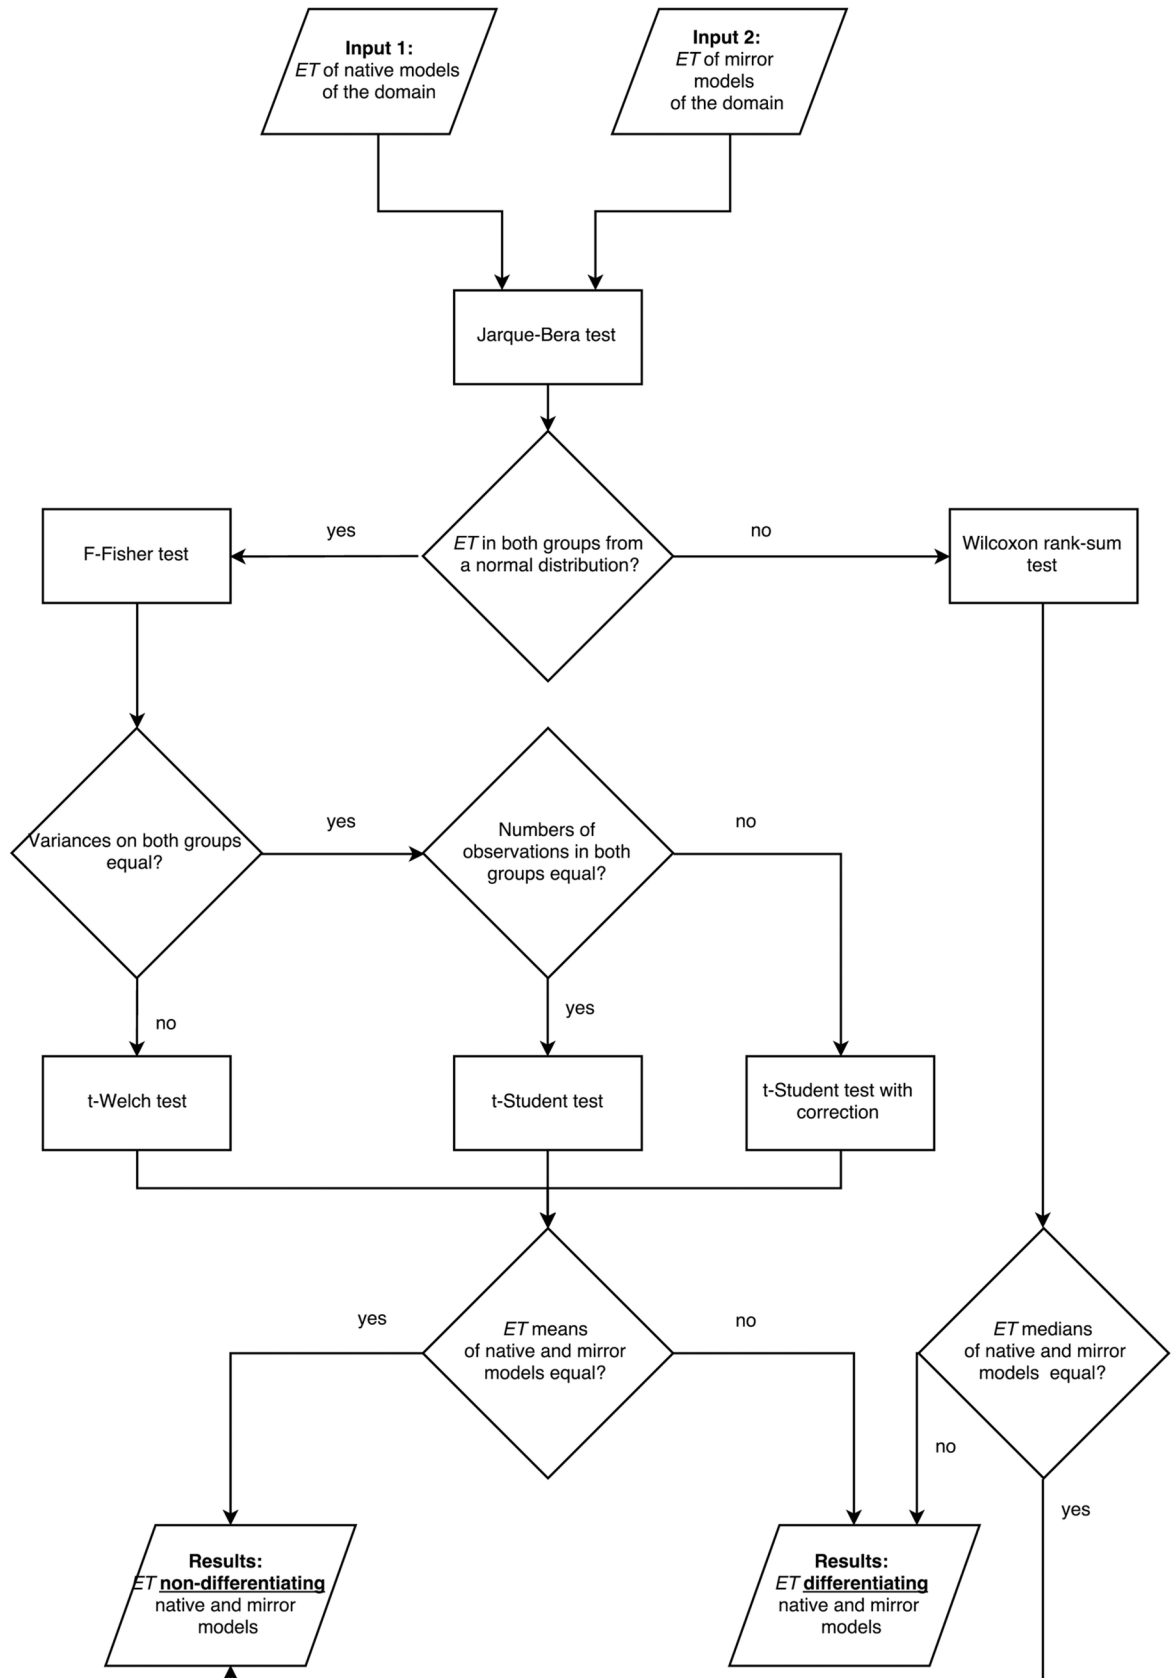 Input 1:
ET of native models
of the domain
Input 2:
ET of mirror
models
of the domain
Jarque-Bera test
F-Fisher test
yes
ET in both groups from
a normal distribution?
no
Wilcoxon rank-sum
test
Variances on both groups
equal?
yes
Numbers of
observations in both
groups equal?
no
no
yes
t-Welch test
t-Student test
t-Student test with
correction
yes
ET means
of native and mirror
models equal?
no
ET medians
of native and mirror
models equal?
no
yes
Results:
ET non-differentiating
native and mirror
models
Results:
ET differentiating
native and mirror
models